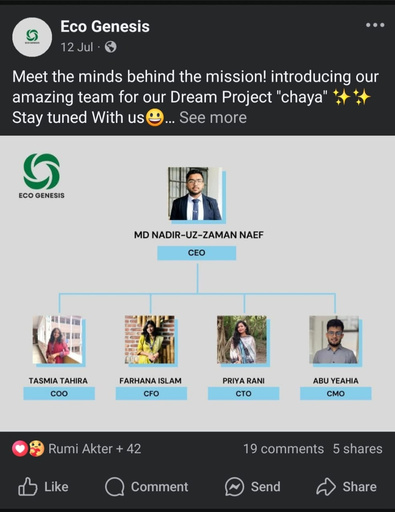 Eco Genesis
12 Jul
Meet the minds behind the mission! introducing our
amazing team for our Dream Project "chaya" ✨✨
Stay tuned With us😀... See more
ECO GENESIS
MD NADIR-UZ-ZAMAN NAEF
CEO
TASMIA TAHIRA
COO
FARHANA ISLAM
CFO
PRIYA RANI
CTO
ABU YEAHIA
CMO
Rumi Akter + 42
19 comments 5 shares
Like
Comment
Send
Share